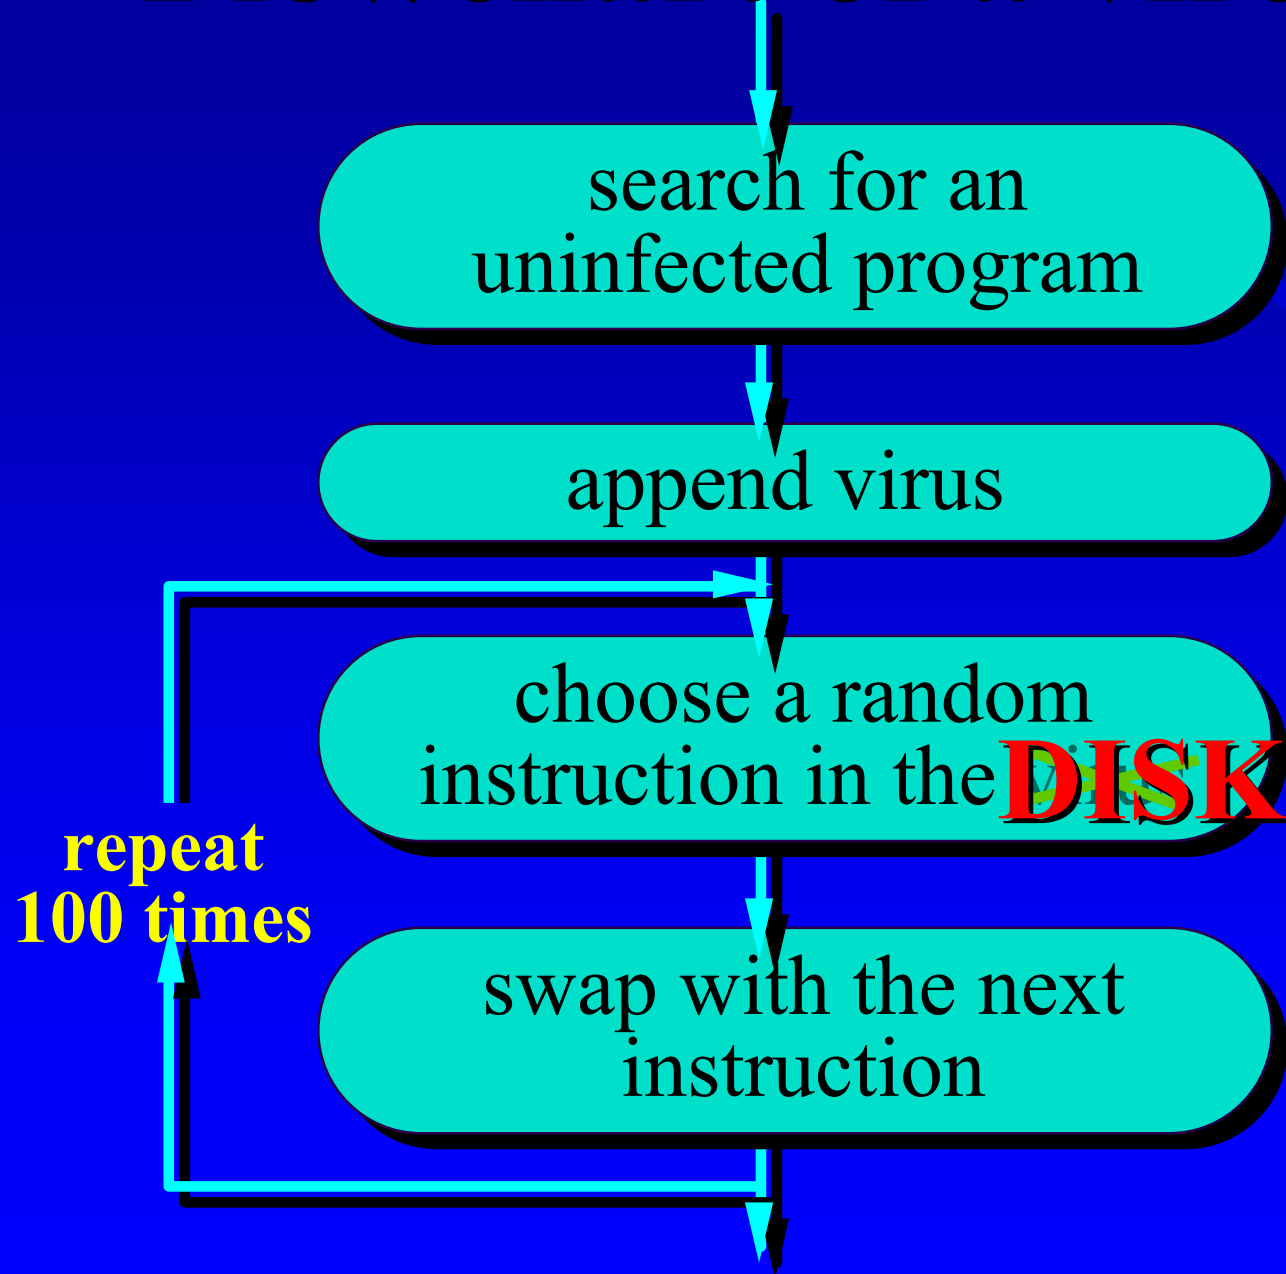 search for an
uninfected program
append virus
choose a random
instruction in the DISK
repeat
100 times
swap with the next
instruction